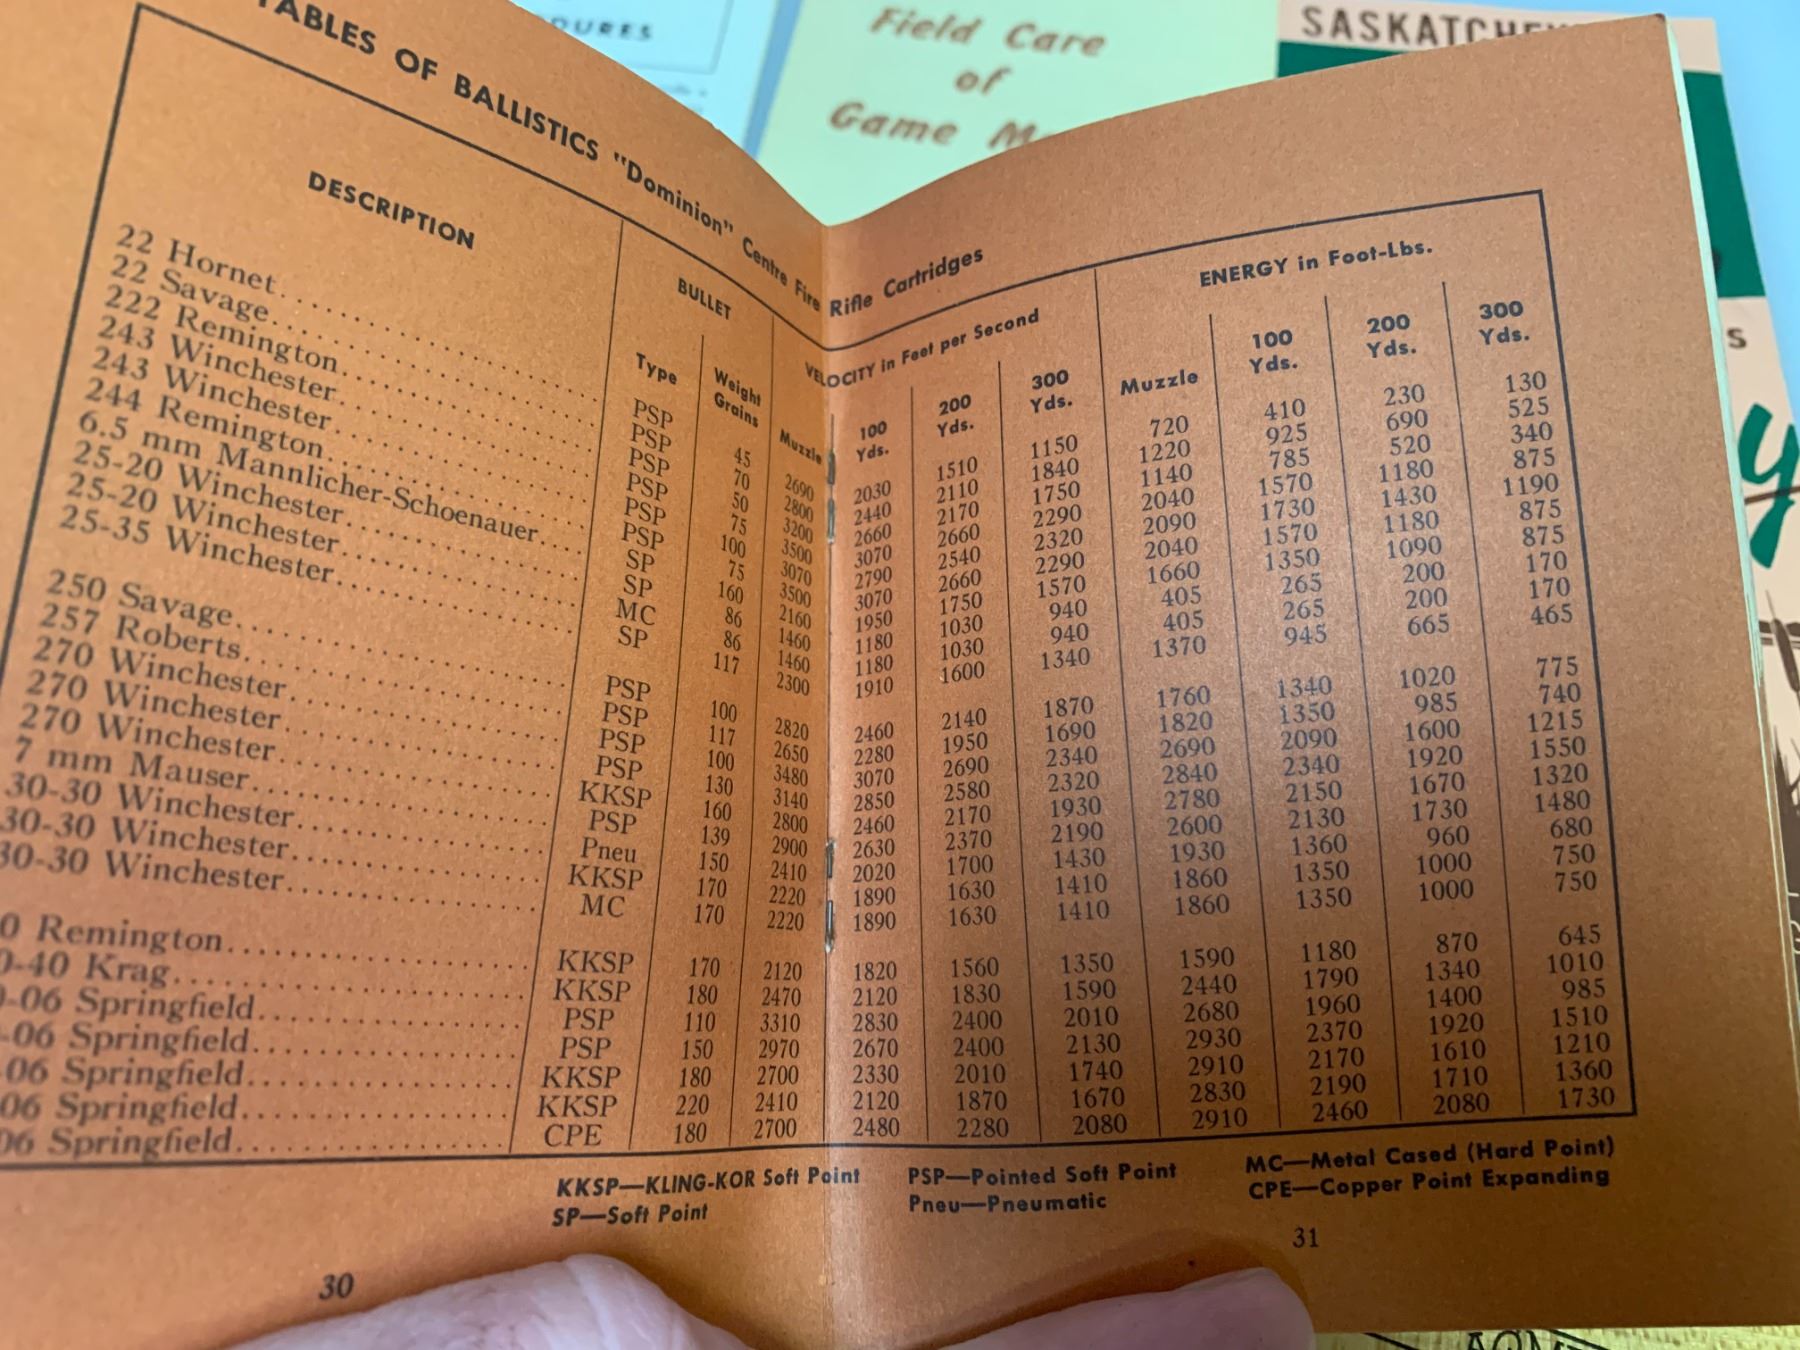 DURES
Field Care
of
Game
SASKATCHEW
TABLES OF BALLISTICS "Dominion" Centre Fire Rifle Cartridges
DESCRIPTION BULLET VELOCITY in Feet per Second ENERGY in Foot-Lbs.
Type Weight Grains Muzzle 100 Yds. 200 Yds. 300 Yds. Muzzle 100 Yds. 200 Yds. 300 Yds.
22 Hornet PSP 45 2690 2030 1510 1150 720 410 230 130
22 Savage PSP 70 2800 2440 2110 1840 1220 925 690 525
222 Remington PSP 50 3200 2660 2170 1750 1140 785 520 340
243 Winchester PSP 75 3500 3070 2660 2290 2040 1570 1180 875
243 Winchester PSP 100 3070 2790 2540 2320 2090 1730 1430 1190
244 Remington PSP 75 3500 3070 2660 2290 2040 1570 1180 875
6.5 mm Mannlicher-Schoenauer SP 160 2160 1950 1750 1570 1660 1350 1090 875
25-20 Winchester SP 86 1460 1180 1030 940 405 265 200 170
25-20 Winchester MC 86 1460 1180 1030 940 405 265 200 170
25-35 Winchester SP 117 2300 1910 1600 1340 1370 945 665 465
250 Savage PSP 100 2820 2460 2140 1870 1760 1340 1020 775
257 Roberts PSP 117 2650 2280 1950 1690 1820 1350 985 740
270 Winchester PSP 100 3480 3070 2690 2340 2690 2090 1600 1215
270 Winchester PSP 130 3140 2850 2580 2320 2840 2340 1920 1550
270 Winchester KKSP 160 2800 2460 2170 1930 2780 2150 1670 1320
7 mm Mauser PSP 139 2900 2630 2370 2190 2600 2130 1730 1480
30-30 Winchester Pneu 150 2410 2020 1700 1430 1930 1360 960 680
30-30 Winchester KKSP 170 2220 1890 1630 1410 1860 1350 1000 750
30-30 Winchester MC 170 2220 1890 1630 1410 1860 1350 1000 750
0 Remington KKSP 170 2120 1820 1560 1350 1590 1180 870 645
0-40 Krag KKSP 180 2470 2120 1830 1590 2440 1790 1340 1010
0-06 Springfield PSP 110 3310 2830 2400 2010 2680 1960 1400 985
-06 Springfield PSP 150 2970 2670 2400 2130 2930 2370 1920 1510
06 Springfield KKSP 180 2700 2330 2010 1740 2910 2170 1610 1210
06 Springfield KKSP 220 2410 2120 1870 1670 2830 2190 1710 1360
06 Springfield CPE 180 2700 2480 2280 2080 2910 2460 2080 1730
KKSP—KLING-KOR Soft Point PSP—Pointed Soft Point MC—Metal Cased (Hard Point)
SP—Soft Point Pneu—Pneumatic CPE—Copper Point Expanding
30 31